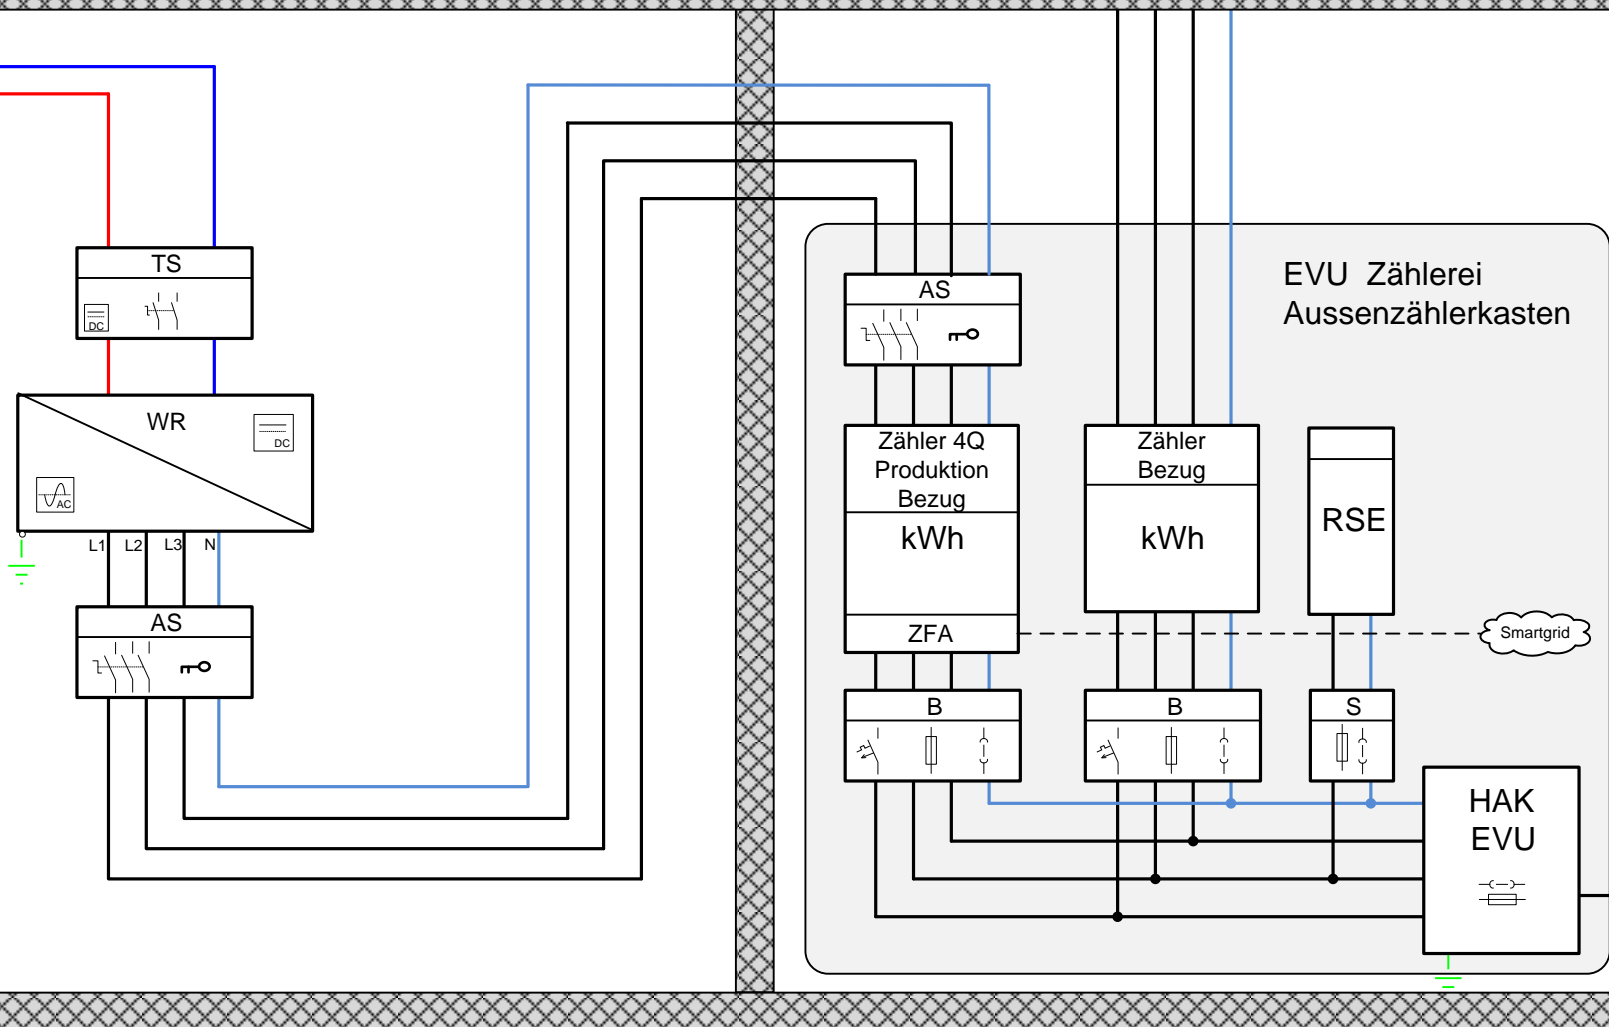 TS
DC
WR
DC
AC
L1 L2 L3 N
AS
EVU Zählerei
Aussenzählerkasten
AS
Zähler 4Q
Produktion
Bezug
kWh
ZFA
Zähler
Bezug
kWh
RSE
Smartgrid
B
B
S
HAK
EVU